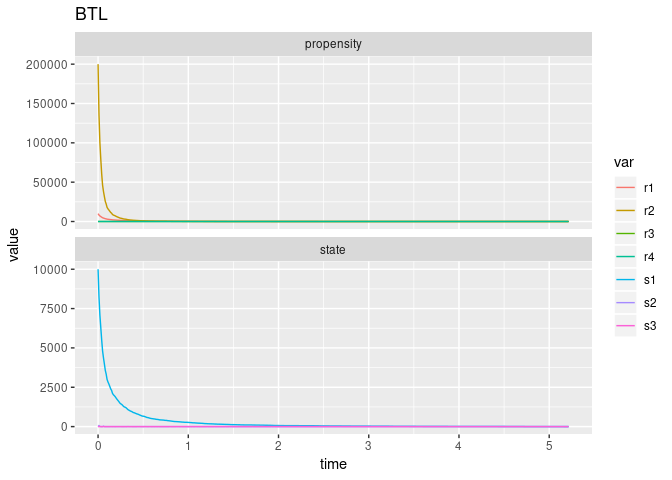 BTL
propensity
200000
150000
100000
50000
0
state
10000
7500
5000
2500
0
0 1 2 3 4 5
time
value
var
r1
r2
r3
r4
s1
s2
s3